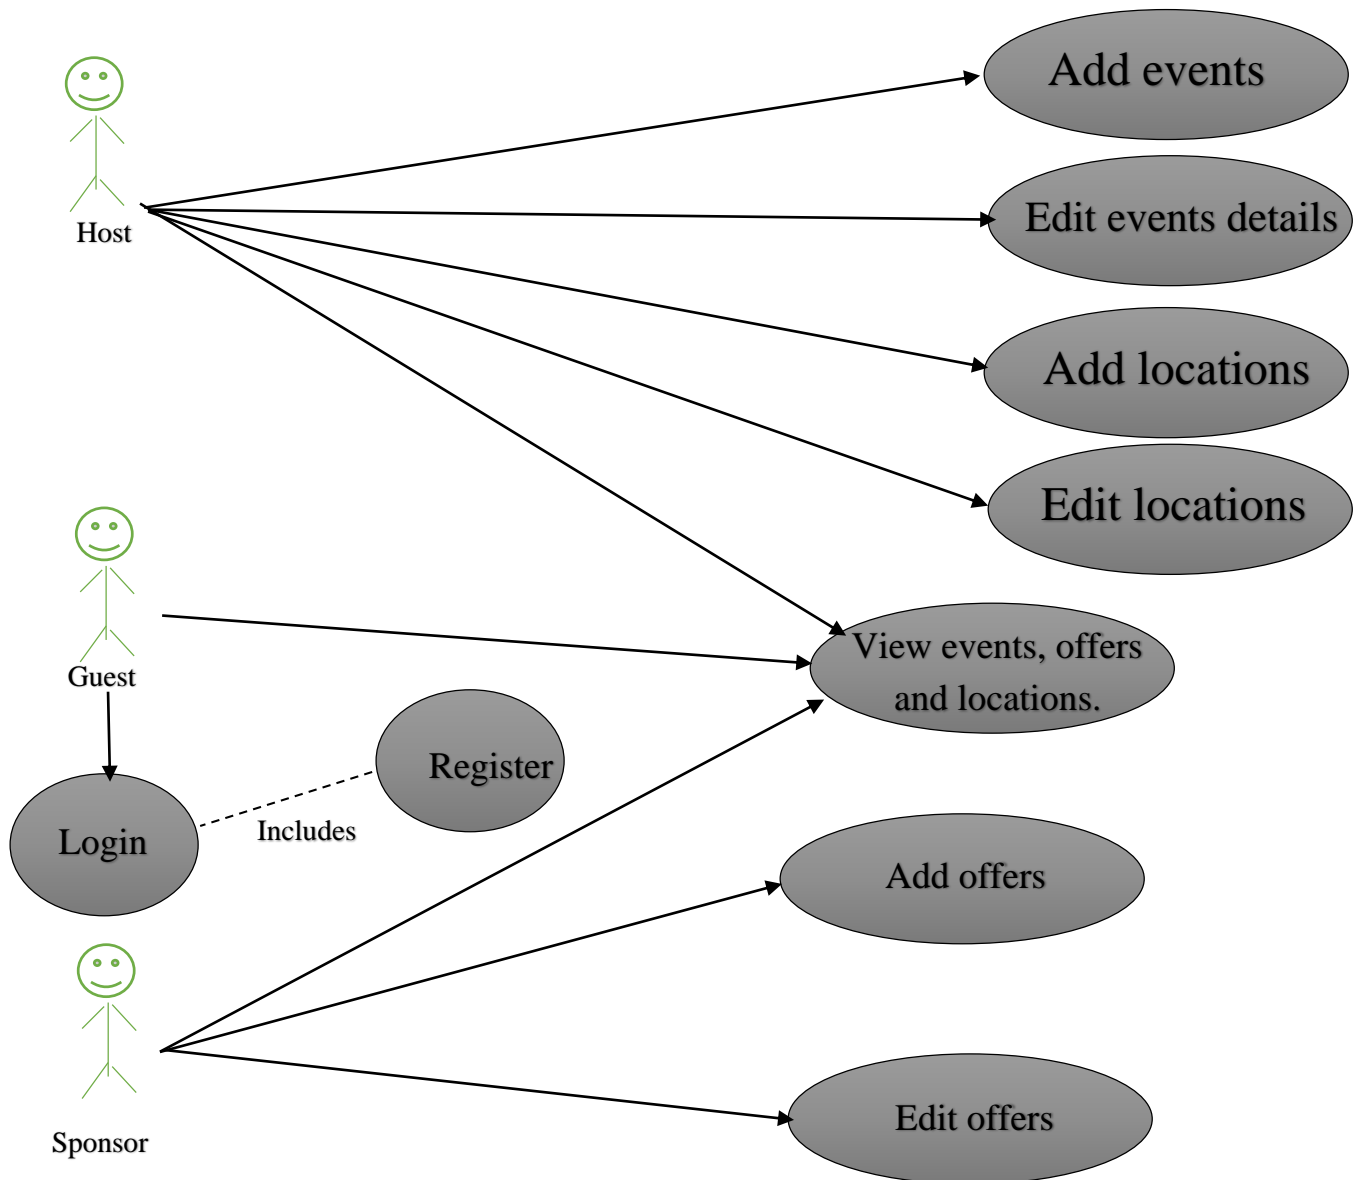 Add events
Host
Edit events details
Add locations
Edit locations
Guest
View events, offers
and locations.
Register
Login
Includes
Add offers
Sponsor
Edit offers